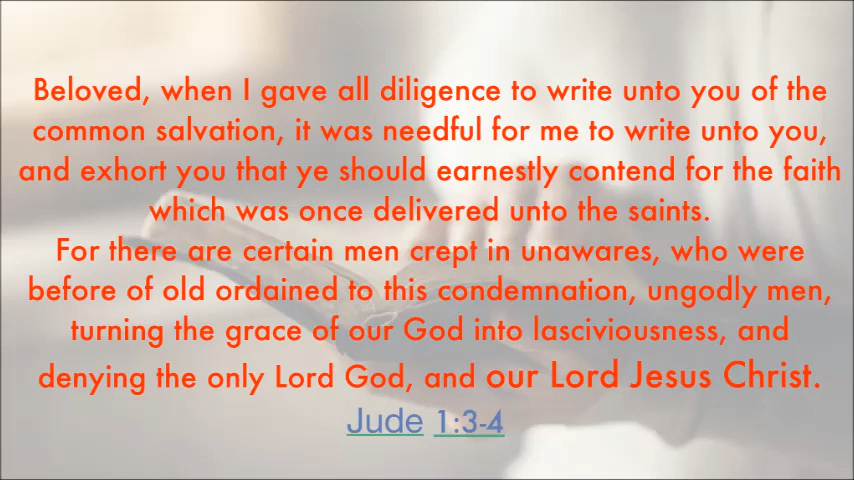 Beloved, when I gave all diligence to write unto you of the
common salvation, it was needful for me to write unto you,
and exhort you that ye should earnestly contend for the faith
which was once delivered unto the saints.
For there are certain men crept in unawares, who were
before of old ordained to this condemnation, ungodly men,
turning the grace of our God into lasciviousness, and
denying the only Lord God, and our Lord Jesus Christ.
Jude 1:3-4